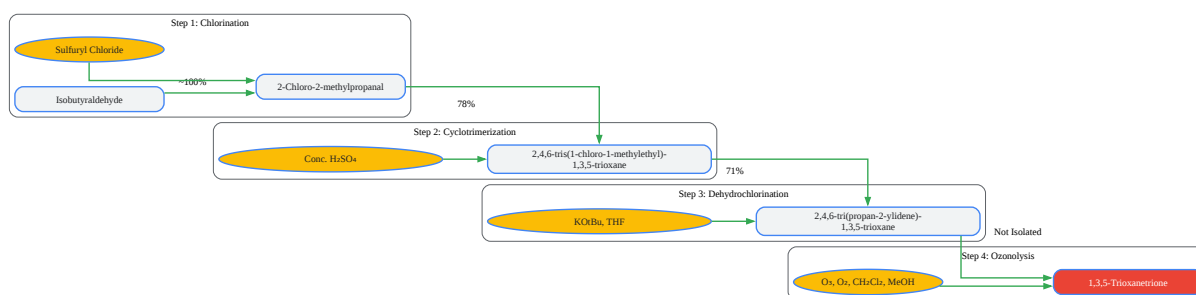 Step 1: Chlorination
Sulfuryl Chloride
~100%
Isobutyraldehyde
2-Chloro-2-methylpropanal
78%
Step 2: Cyclotrimerization
Conc. H₂SO₄
2,4,6-tris(1-chloro-1-methylethyl)-
1,3,5-trioxane
71%
Step 3: Dehydrochlorination
KOtBu, THF
2,4,6-tri(propan-2-ylidene)-
1,3,5-trioxane
Not Isolated
Step 4: Ozonolysis
O₃, O₂, CH₂Cl₂, MeOH
1,3,5-Trioxanetrione